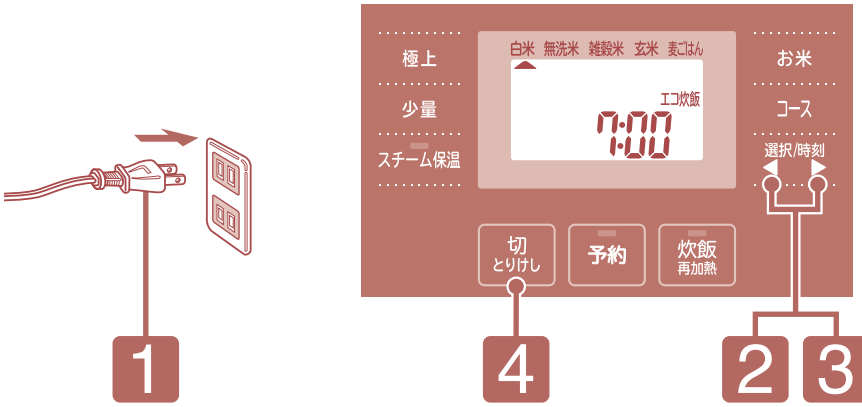 極上
少量
スチーム保温
白米 無洗米 雑穀米 玄米 麦ごはん
エコ炊飯
7:00
お米
コース
選択/時刻
切
とりけし
予約
炊飯
再加熱
1
4
2
3